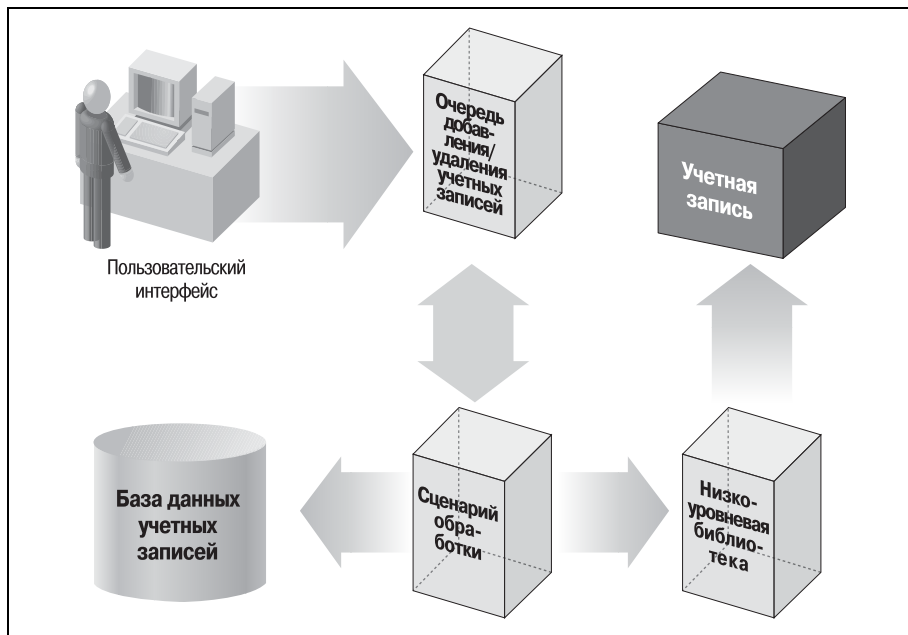 Очередь
добав-
ления/
удаления
учетных
записей
Учетная
запись
Пользовательский
интерфейс
База данных
учетных
записей
Сценарий
обра-
ботки
Низко-
уровневая
библио-
тека